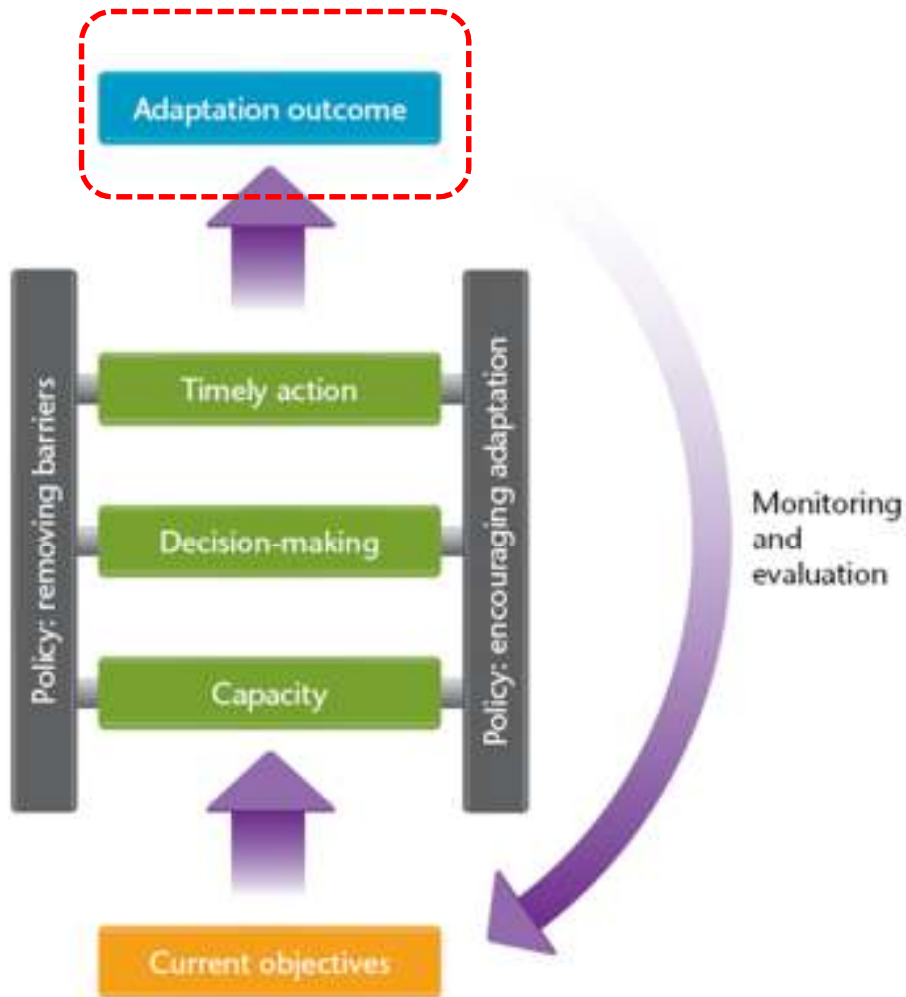 Adaptation outcome
Policy: removing barriers
Timely action
Decision-making
Capacity
Policy: encouraging adaptation
Monitoring
and
evaluation
Current objectives